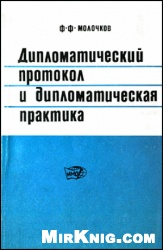 Ф·Ф·МОЛОЧКОВ
Дипломатический
протокол
и дипломатическая
практика
MirKnig.com